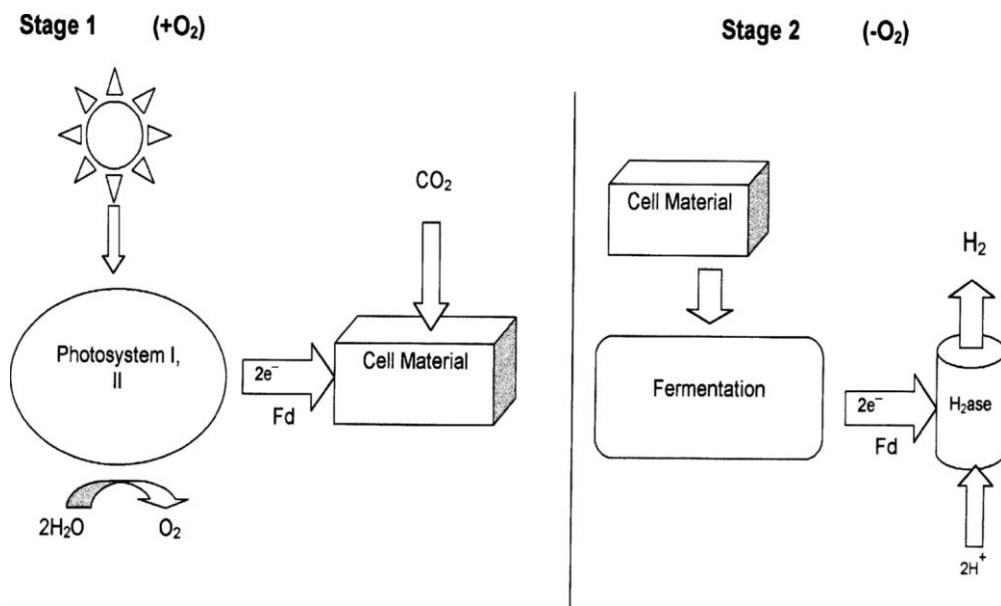 Stage 1 (+O₂)
Stage 2 (-O₂)
CO₂
Photosystem I,
II
2e⁻
Fd
Cell Material
2H₂O
O₂
Cell Material
Fermentation
2e⁻
Fd
H₂
H₂ase
2H⁺